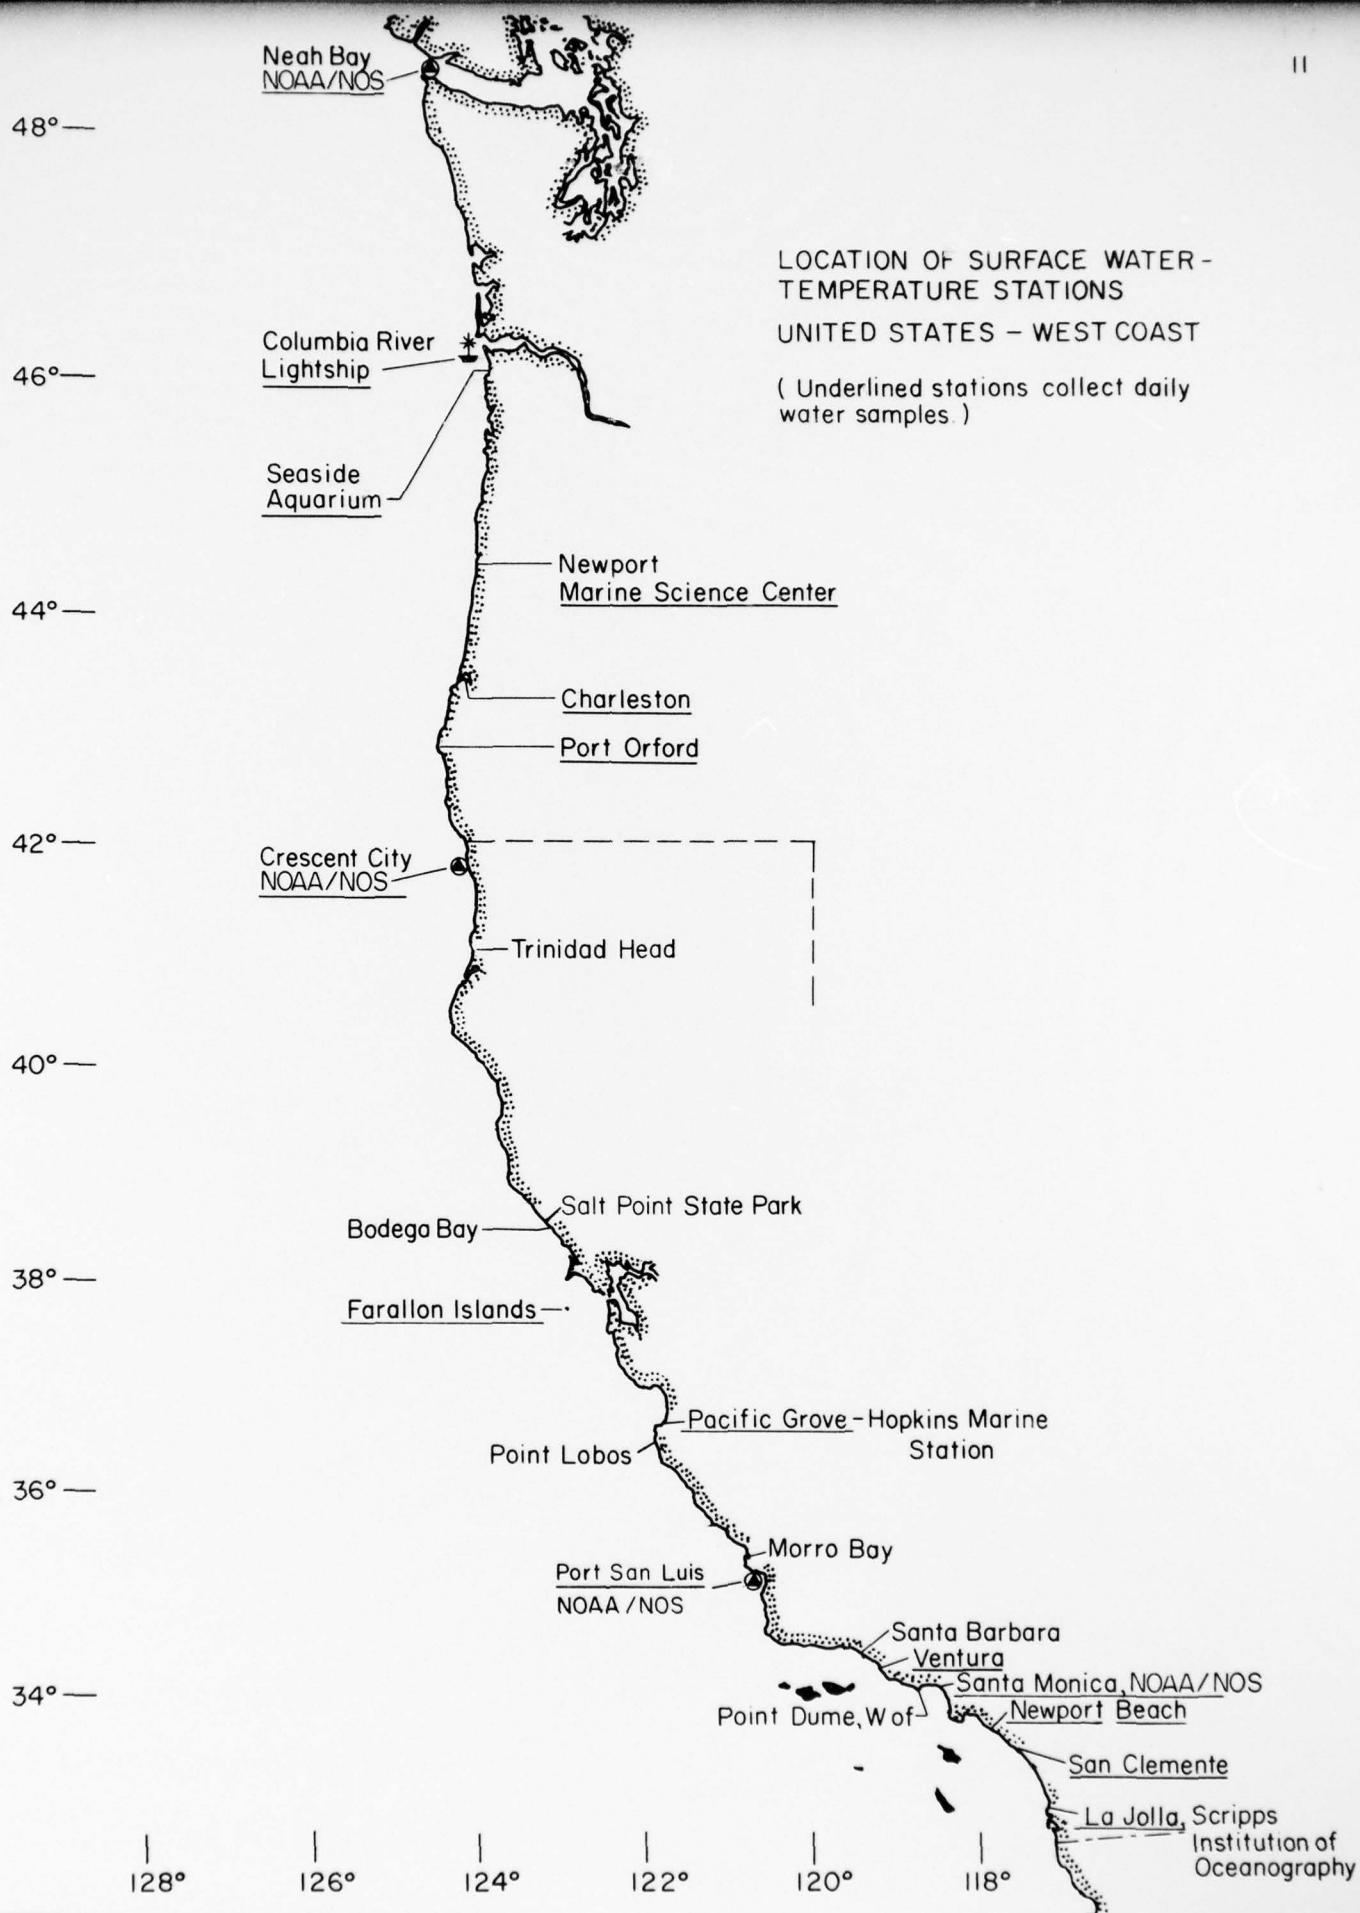 11
Neah Bay
NOAA/NOS
48°
LOCATION OF SURFACE WATER-
TEMPERATURE STATIONS
UNITED STATES – WEST COAST
(Underlined stations collect daily
water samples.)
Columbia River
Lightship
46°
Seaside
Aquarium
Newport
Marine Science Center
44°
Charleston
Port Orford
42°
Crescent City
NOAA/NOS
Trinidad Head
40°
Salt Point State Park
Bodega Bay
38°
Farallon Islands
Pacific Grove – Hopkins Marine
Station
Point Lobos
36°
Morro Bay
Port San Luis
NOAA/NOS
Santa Barbara
Ventura
34°
Santa Monica, NOAA/NOS
Point Dume, W of
Newport Beach
San Clemente
La Jolla, Scripps
Institution of
Oceanography
128° 126° 124° 122° 120° 118°